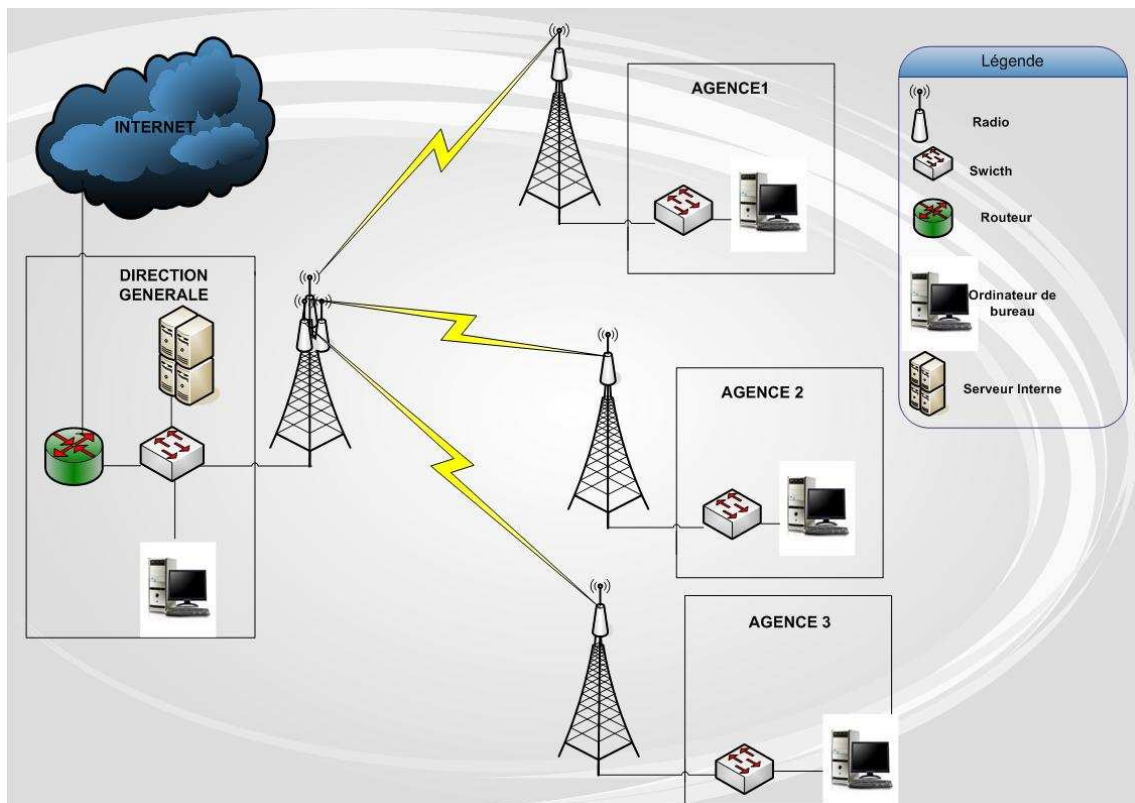 INTERNET
DIRECTION
GENERALE
AGENCE1
AGENCE 2
AGENCE 3
Légende
Radio
Swicth
Routeur
Ordinateur de
bureau
Serveur Interne